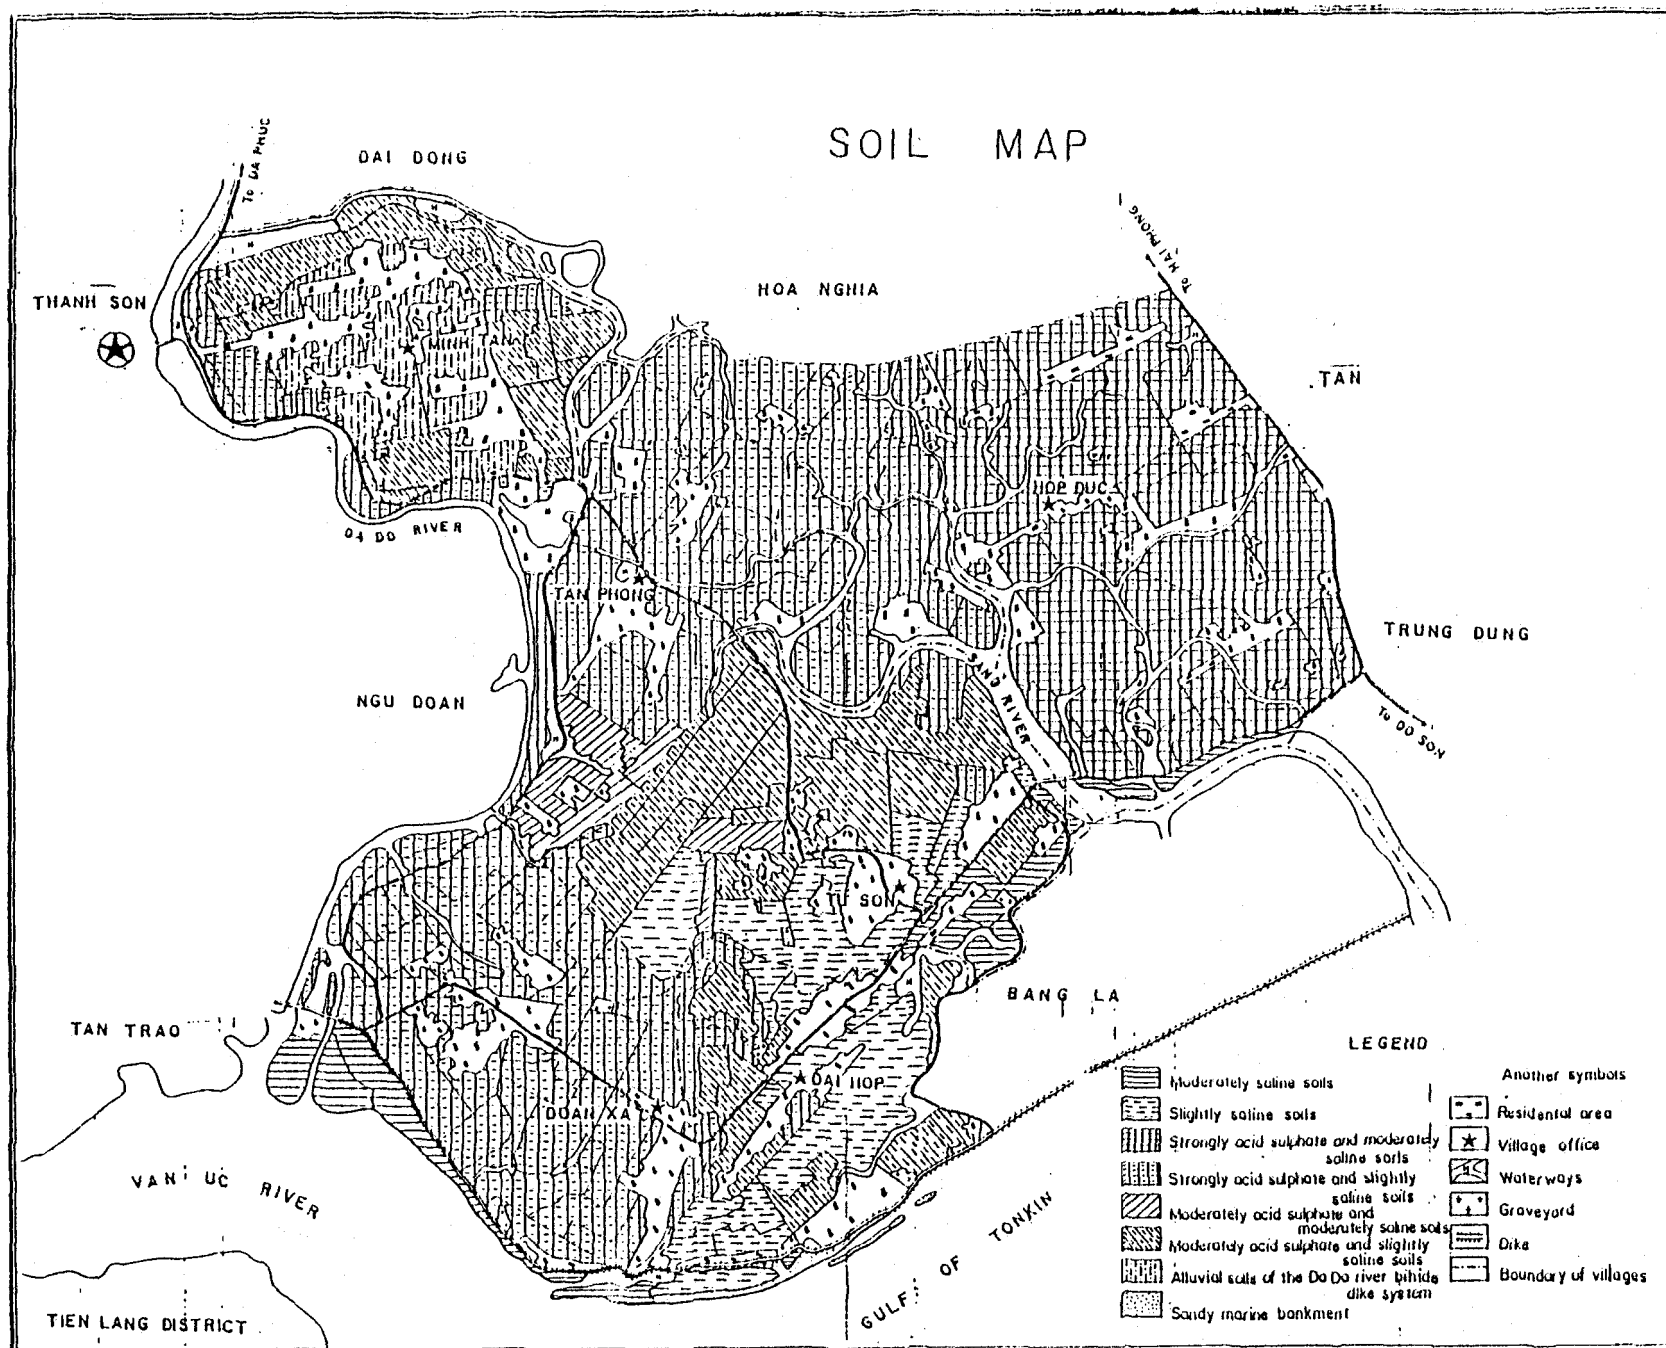 SOIL MAP
To DA PHUC
DAI DONG
To HAI PHONG
THANH SON
HOA NGHIA
MINH TAN
TAN
HOP DUC
DA DO RIVER
TAN PHONG
TRUNG DUNG
SANG RIVER
NGU DOAN
To DO SON
TU SON
BANG LA
TAN TRAO
DAI HOP
DOAN XA
VAN UC RIVER
GULF OF TONKIN
TIEN LANG DISTRICT
LEGEND
Moderately saline soils
Slightly saline soils
Strongly acid sulphate and moderately
saline soils
Strongly acid sulphate and slightly
saline soils
Moderately acid sulphate and
moderately saline soils
Moderately acid sulphate and slightly
saline soils
Alluvial soils of the Da Do river bihide
dike system
Sandy marine bankment
Another symbols
Residental area
Village office
Waterways
Graveyard
Dike
Boundary of villages